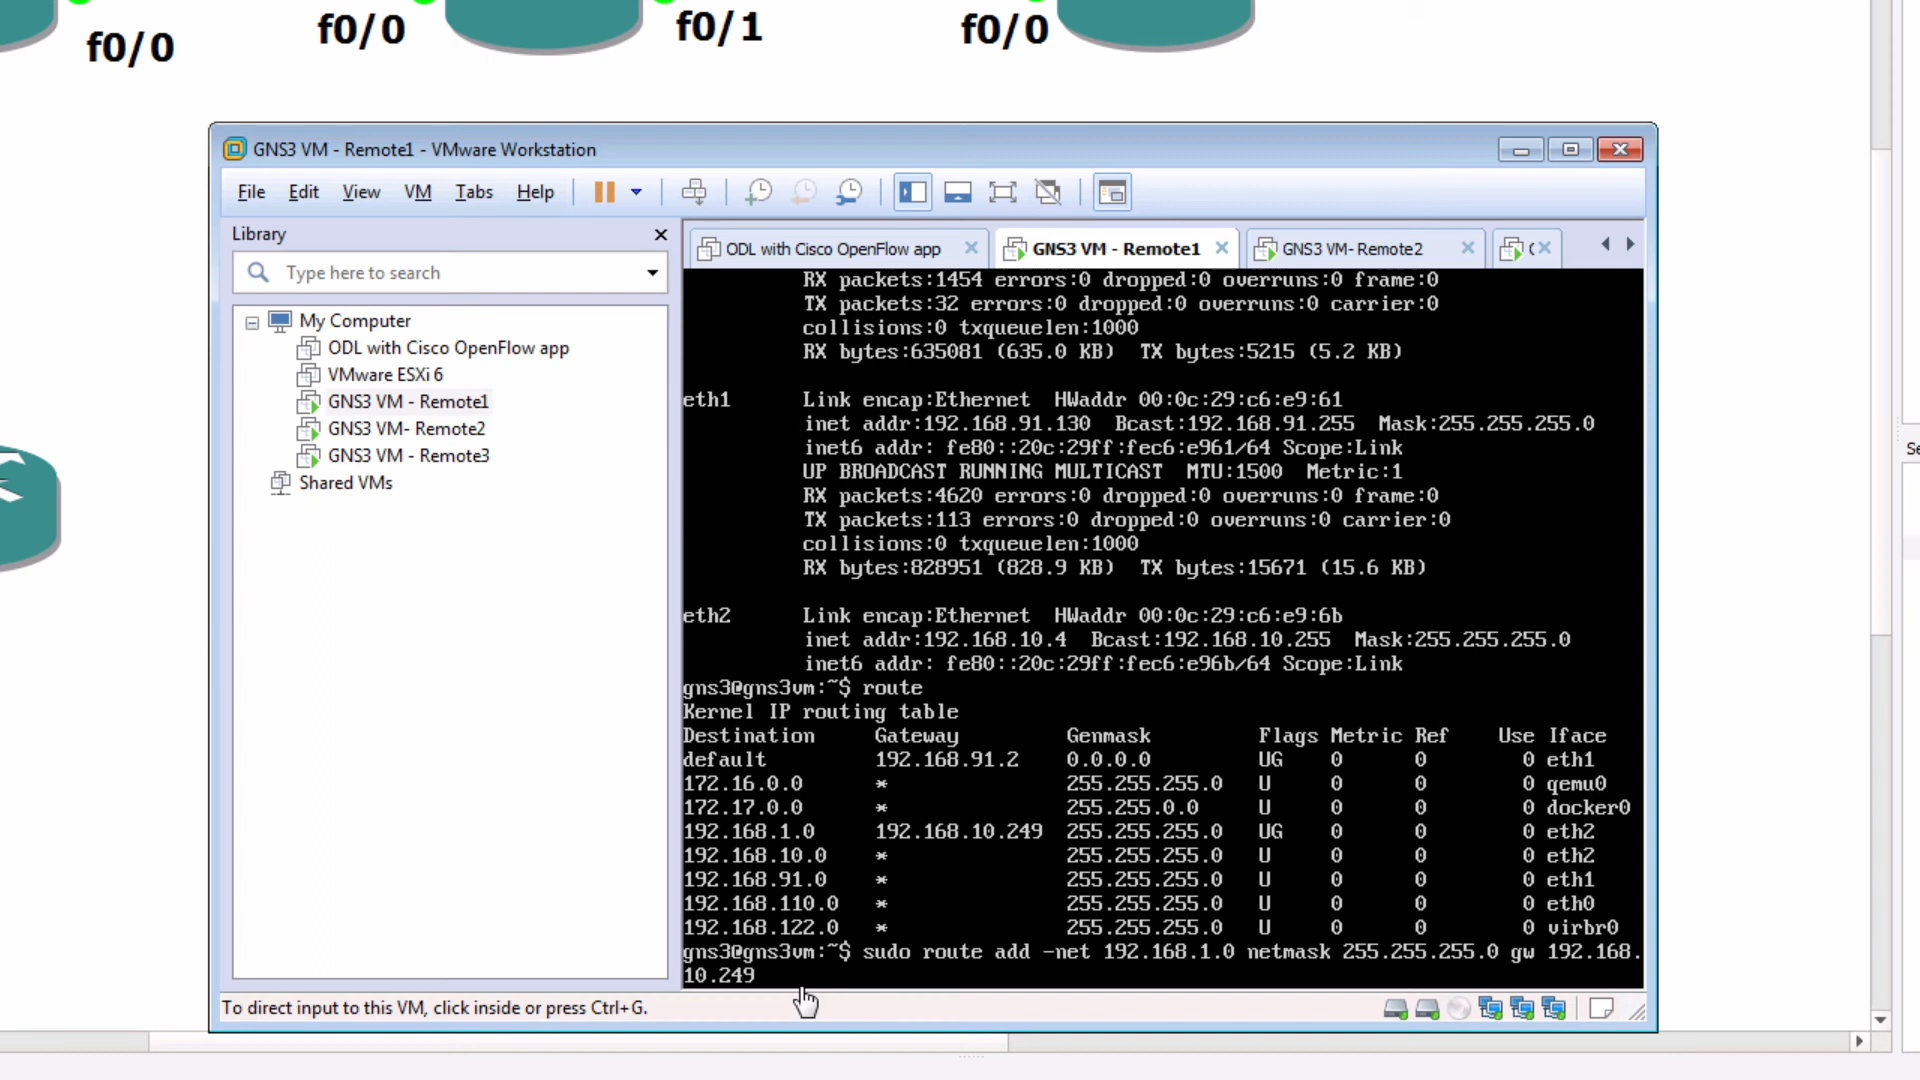 f0/0
f0/0
f0/1
f0/0
GNS3 VM - Remote1 - VMware Workstation
File Edit View VM Tabs Help
Library
Type here to search
My Computer
ODL with Cisco OpenFlow app
VMware ESXi 6
GNS3 VM - Remote1
GNS3 VM- Remote2
GNS3 VM - Remote3
Shared VMs
ODL with Cisco OpenFlow app GNS3 VM - Remote1 GNS3 VM- Remote2
RX packets:1454 errors:0 dropped:0 overruns:0 frame:0
TX packets:32 errors:0 dropped:0 overruns:0 carrier:0
collisions:0 txqueuelen:1000
RX bytes:635081 (635.0 KB) TX bytes:5215 (5.2 KB)
eth1 Link encap:Ethernet HWaddr 00:0c:29:c6:e9:61
inet addr:192.168.91.130 Bcast:192.168.91.255 Mask:255.255.255.0
inet6 addr: fe80::20c:29ff:fec6:e961/64 Scope:Link
UP BROADCAST RUNNING MULTICAST MTU:1500 Metric:1
RX packets:4620 errors:0 dropped:0 overruns:0 frame:0
TX packets:113 errors:0 dropped:0 overruns:0 carrier:0
collisions:0 txqueuelen:1000
RX bytes:828951 (828.9 KB) TX bytes:15671 (15.6 KB)
eth2 Link encap:Ethernet HWaddr 00:0c:29:c6:e9:6b
inet addr:192.168.10.4 Bcast:192.168.10.255 Mask:255.255.255.0
inet6 addr: fe80::20c:29ff:fec6:e96b/64 Scope:Link
gns3@gns3vm:~$ route
Kernel IP routing table
Destination Gateway Genmask Flags Metric Ref Use Iface
default 192.168.91.2 0.0.0.0 UG 0 0 0 eth1
172.16.0.0 * 255.255.255.0 U 0 0 0 qemu0
172.17.0.0 * 255.255.0.0 U 0 0 0 docker0
192.168.1.0 192.168.10.249 255.255.255.0 UG 0 0 0 eth2
192.168.10.0 * 255.255.255.0 U 0 0 0 eth2
192.168.91.0 * 255.255.255.0 U 0 0 0 eth1
192.168.110.0 * 255.255.255.0 U 0 0 0 eth0
192.168.122.0 * 255.255.255.0 U 0 0 0 virbr0
gns3@gns3vm:~$ sudo route add -net 192.168.1.0 netmask 255.255.255.0 gw 192.168.
10.249
To direct input to this VM, click inside or press Ctrl+G.